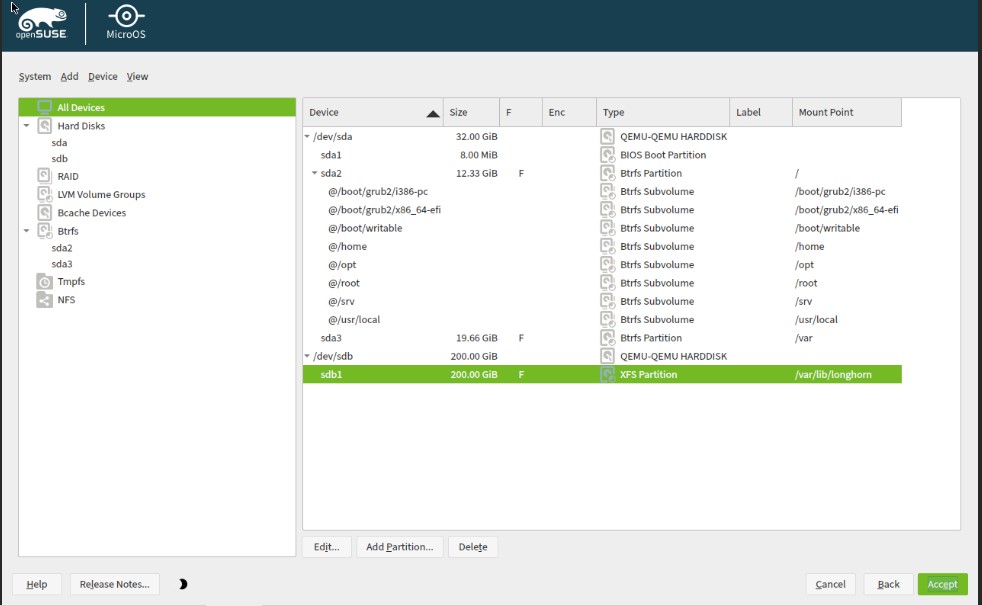 openSUSE.
MicroOS
System Add Device View
All Devices
Hard Disks
sda
sdb
RAID
LVM Volume Groups
Bcache Devices
Btrfs
sda2
sda3
Tmpfs
NFS
Device Size F Enc Type Label Mount Point
/dev/sda 32.00 GiB QEMU-QEMU HARDDISK
sda1 8.00 MiB BIOS Boot Partition
sda2 12.33 GiB F Btrfs Partition /
@/boot/grub2/i386-pc Btrfs Subvolume /boot/grub2/i386-pc
@/boot/grub2/x86_64-efi Btrfs Subvolume /boot/grub2/x86_64-efi
@/boot/writable Btrfs Subvolume /boot/writable
@/home Btrfs Subvolume /home
@/opt Btrfs Subvolume /opt
@/root Btrfs Subvolume /root
@/srv Btrfs Subvolume /srv
@/usr/local Btrfs Subvolume /usr/local
sda3 19.66 GiB F Btrfs Partition /var
/dev/sdb 200.00 GiB QEMU-QEMU HARDDISK
sdb1 200.00 GiB F XFS Partition /var/lib/longhorn
Edit... Add Partition... Delete
Help Release Notes... Cancel Back Accept